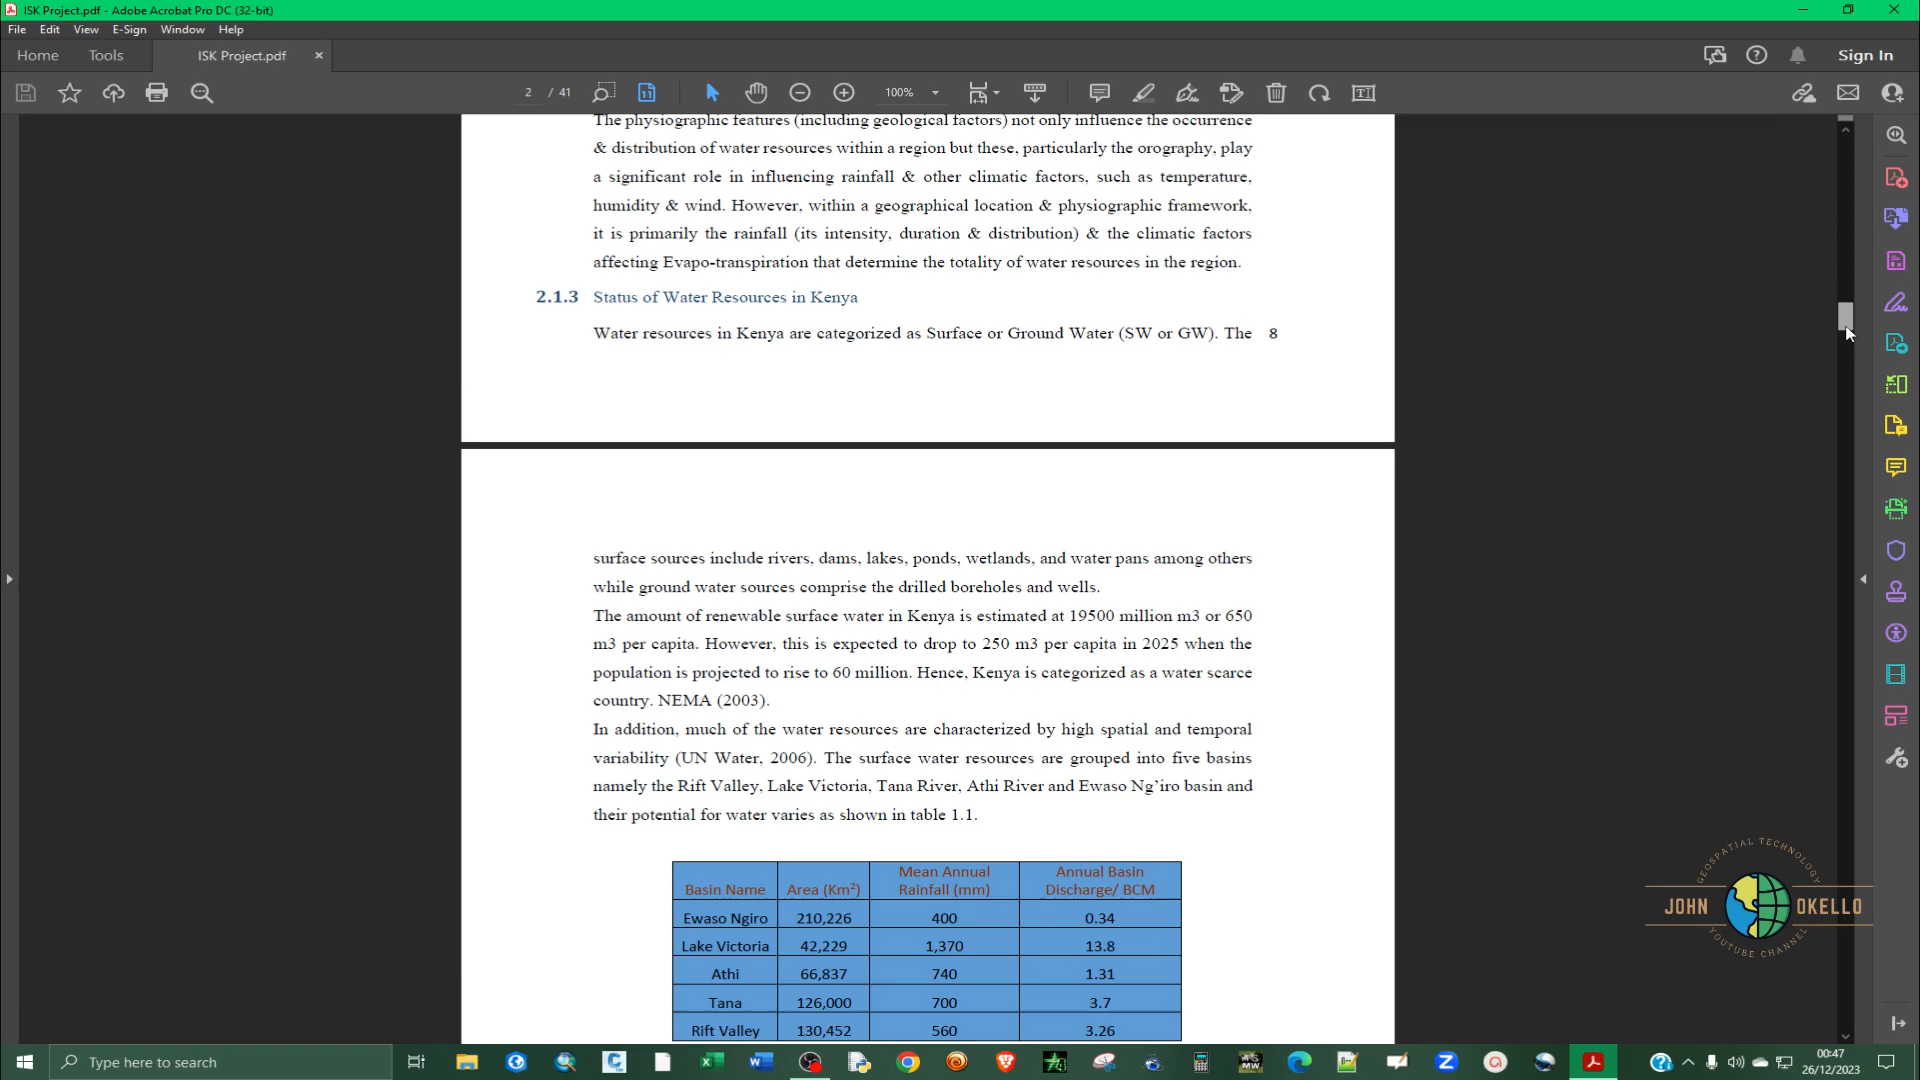 ISK Project.pdf - Adobe Acrobat Pro DC (32-bit)
File Edit View E-Sign Window Help
Home Tools ISK Project.pdf × Sign In
2 / 41 100%
The physiographic features (including geological factors) not only influence the occurrence
& distribution of water resources within a region but these, particularly the orography, play
a significant role in influencing rainfall & other climatic factors, such as temperature,
humidity & wind. However, within a geographical location & physiographic framework,
it is primarily the rainfall (its intensity, duration & distribution) & the climatic factors
affecting Evapo-transpiration that determine the totality of water resources in the region.
2.1.3 Status of Water Resources in Kenya
Water resources in Kenya are categorized as Surface or Ground Water (SW or GW). The 8
surface sources include rivers, dams, lakes, ponds, wetlands, and water pans among others
while ground water sources comprise the drilled boreholes and wells.
The amount of renewable surface water in Kenya is estimated at 19500 million m3 or 650
m3 per capita. However, this is expected to drop to 250 m3 per capita in 2025 when the
population is projected to rise to 60 million. Hence, Kenya is categorized as a water scarce
country. NEMA (2003).
In addition, much of the water resources are characterized by high spatial and temporal
variability (UN Water, 2006). The surface water resources are grouped into five basins
namely the Rift Valley, Lake Victoria, Tana River, Athi River and Ewaso Ng’iro basin and
their potential for water varies as shown in table 1.1.
Basin Name Area (Km²) Mean Annual Rainfall (mm) Annual Basin Discharge/ BCM
Ewaso Ngiro 210,226 400 0.34
Lake Victoria 42,229 1,370 13.8
Athi 66,837 740 1.31
Tana 126,000 700 3.7
Rift Valley 130,452 560 3.26
GEOSPATIAL TECHNOLOGY
JOHN OKELLO
YOUTUBE CHANNEL
Type here to search
00:47
26/12/2023